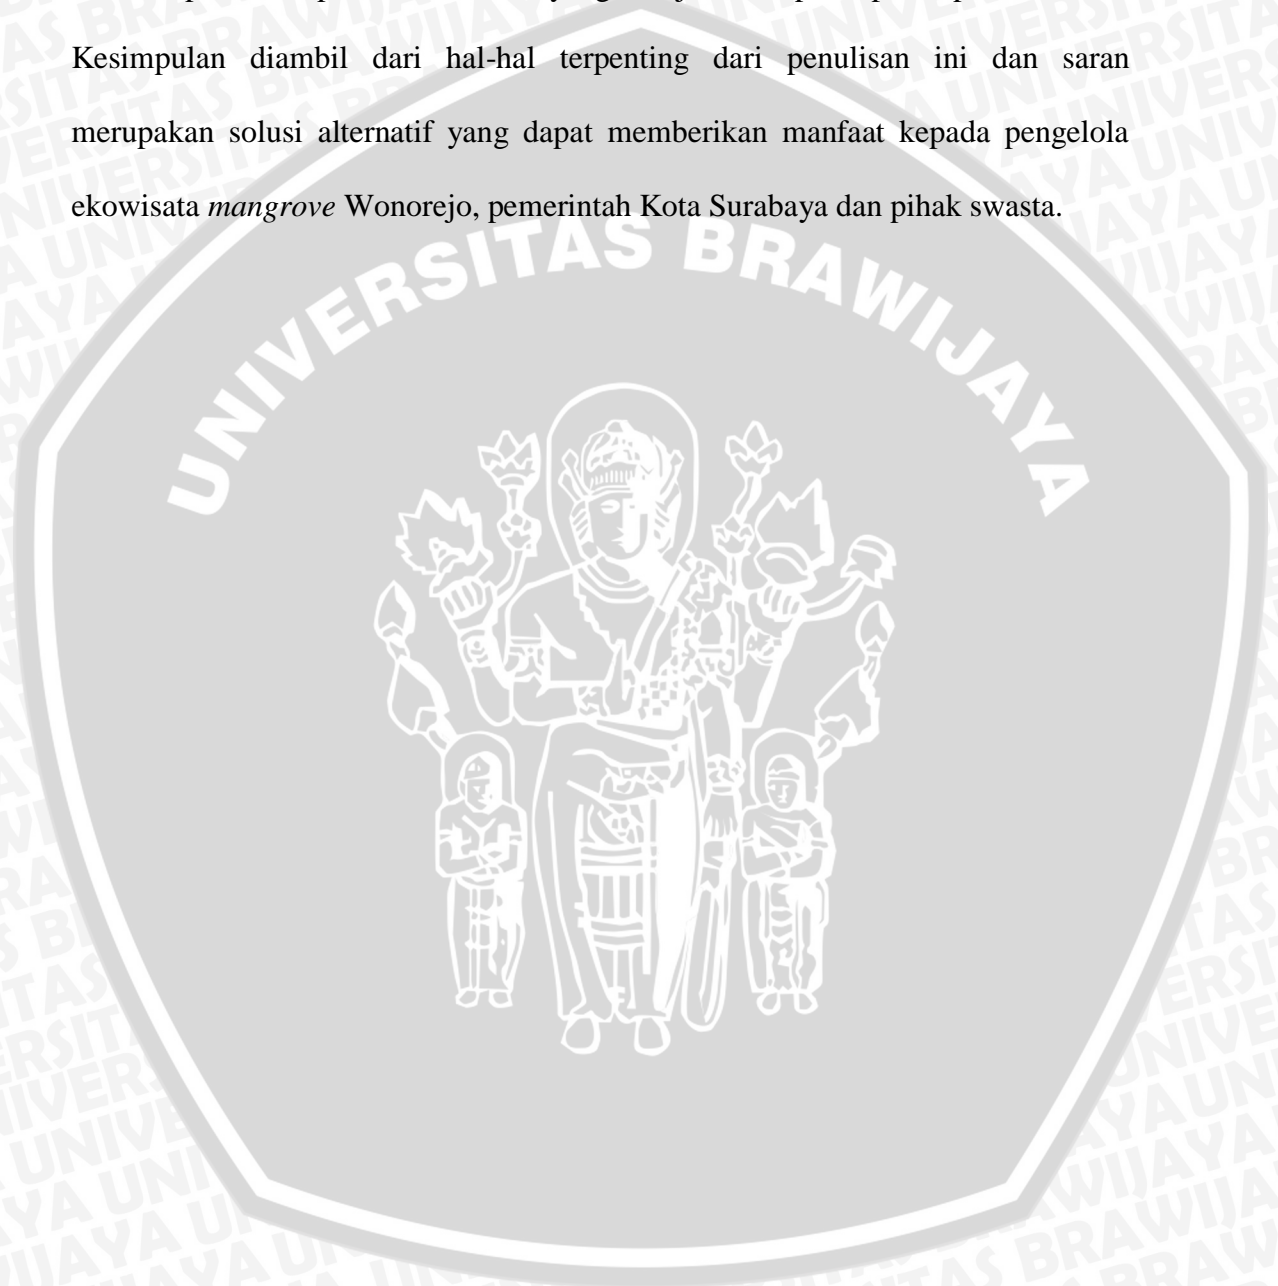 Kesimpulan diambil dari hal-hal terpenting dari penulisan ini dan saran
merupakan solusi alternatif yang dapat memberikan manfaat kepada pengelola
ekowisata mangrove Wonorejo, pemerintah Kota Surabaya dan pihak swasta.
UNIVERSITAS BRAWIJAYA